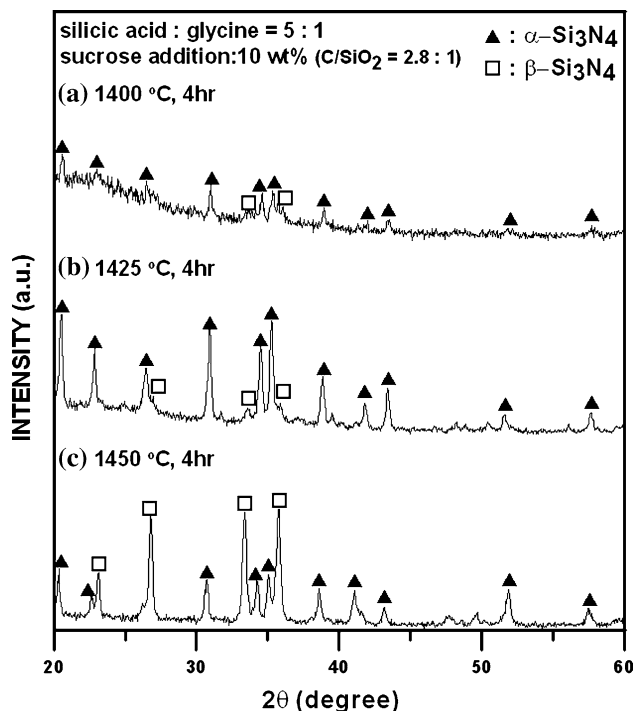 silicic acid : glycine = 5 : 1
sucrose addition:10 wt% (C/SiO₂ = 2.8 : 1)
▲ : α–Si3N4
□ : β–Si3N4
(a) 1400 °C, 4hr
(b) 1425 °C, 4hr
(c) 1450 °C, 4hr
INTENSITY (a.u.)
20 30 40 50 60
2θ (degree)